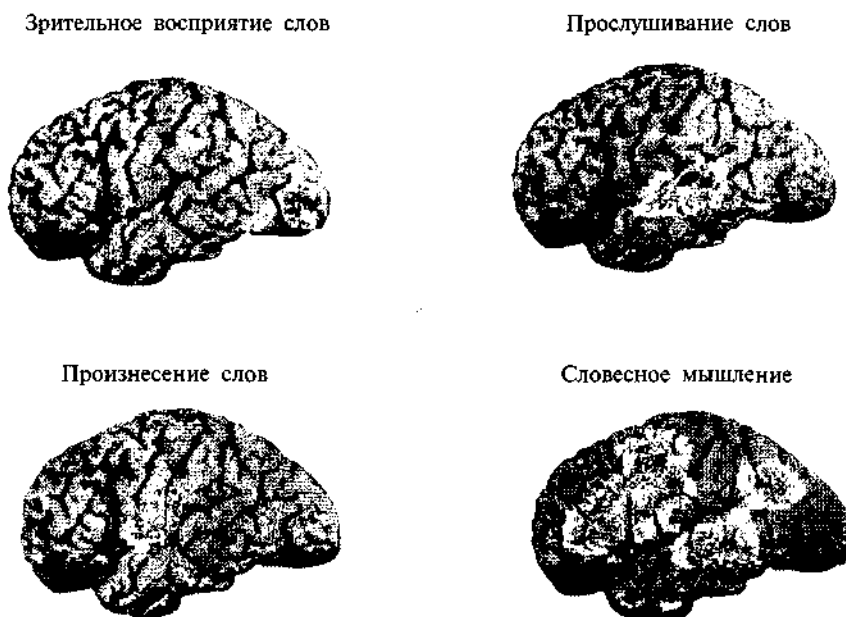 Зрительное восприятие слов
Прослушивание слов
Произнесение слов
Словесное мышление